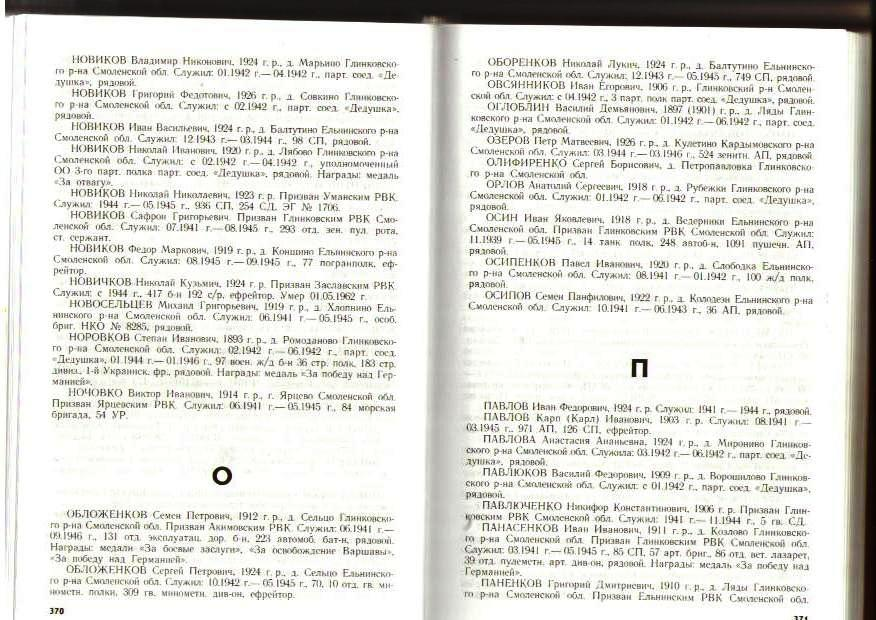 НОВИКОВ Владимир Никонович, 1924 г. р., д. Марьино Глинковско-
го р-на Смоленской обл. Служил: 01.1942 г.— 04.1942 г., парт. соед. «Де-
душка», рядовой.
НОВИКОВ Григорий Федотович, 1926 г. р., д. Совкино Глинковско-
го р-на Смоленской обл. Служил: с 02.1942 г., парт. соед. «Дедушка»,
рядовой.
НОВИКОВ Иван Васильевич, 1924 г. р., д. Балтутино Ельнинского р-на
Смоленской обл. Служил: 12.1943 г.— 03.1944 г., 98 СП, рядовой.
НОВИКОВ Николай Иванович, 1920 г. р., д. Лябово Глинковского р-на
Смоленской обл. Служил: с 02.1942 г.— 04.1942 г., уполномоченный
ОО 3-го парт. полка парт. соед. «Дедушка», рядовой. Награды: медаль
«За отвагу».
НОВИКОВ Николай Николаевич, 1923 г. р. Призван Уманским РВК.
Служил: 1944 г.— 05.1945 г., 936 СП, 254 СД, ЭГ № 1706.
НОВИКОВ Сафрон Григорьевич. Призван Глинковским РВК Смо-
ленской обл. Служил: 07.1941 г.— 08.1945 г., 293 отд. зен. пул. рота,
ст. сержант.
НОВИКОВ Федор Маркович, 1919 г. р., д. Коншино Ельнинского р-на
Смоленской обл. Служил: 08.1945 г.— 09.1945 г., 77 погранполк, еф-
рейтор.
НОВИЧКОВ Николай Кузьмич, 1924 г. р. Призван Заславским РВК.
Служил: с 1944 г., 417 б-н 192 с/р, ефрейтор. Умер 01.05.1962 г.
НОВОСЕЛЬЦЕВ Михаил Григорьевич, 1919 г. р., д. Хлопнино Ель-
нинского р-на Смоленской обл. Служил: 06.1941 г.— 05.1945 г., особ.
бриг. НКО № 8285, рядовой.
НОРОВКОВ Степан Иванович, 1893 г. р., д. Ромоданово Глинковско-
го р-на Смоленской обл. Служил: 02.1942 г.— 06.1942 г., парт. соед.
«Дедушка», 01.1944 г.— 01.1946 г., 97 воен. ж/д б-н 36 стр. полк, 183 стр.
дивиз., 1-й Украинск. фр., рядовой. Награды: медаль «За победу над Гер-
манией».
НОЧОВКО Виктор Иванович, 1914 г. р., г. Ярцево Смоленской обл.
Призван Ярцевским РВК. Служил: 06.1941 г.— 05.1945 г., 84 морская
бригада, 54 УР.
О
ОБЛОЖЕНКОВ Семен Петрович, 1912 г. р., д. Сельцо Глинковско-
го р-на Смоленской обл. Призван Акимовским РВК. Служил: 06.1941 г.—
09.1946 г., 131 отд. эксплуатац. дор. б-н, 223 автомоб. бат-н, рядовой.
Награды: медали «За боевые заслуги», «За освобождение Варшавы»,
«За победу над Германией».
ОБЛОЖЕНКОВ Сергей Петрович, 1924 г. р., д. Сельцо Ельнинско-
го р-на Смоленской обл. Служил: 10.1942 г.— 05.1945 г., 70, 10 отд. гв. ми-
нометн. полки, 309 гв. минометн. див-он, ефрейтор.
370
ОБОРЕНКОВ Николай Лукич, 1924 г. р., д. Балтутино Ельнинско-
го р-на Смоленской обл. Служил: 12.1943 г.— 05.1945 г., 749 СП, рядовой.
ОВСЯННИКОВ Иван Егорович, 1906 г. р., Глинковский р-н Смолен-
ской обл. Служил: с 04.1942 г., 3 парт. полк парт. соед. «Дедушка», рядовой.
ОГЛОБЛИН Василий Демьянович, 1897 (1901) г. р., д. Ляды Глин-
ковского р-на Смоленской обл. Служил: 01.1942 г.— 06.1942 г., парт. соед.
«Дедушка», рядовой.
ОЗЕРОВ Петр Матвеевич, 1926 г. р., д. Кулетино Кардымовского р-на
Смоленской обл. Служил: 03.1944 г.— 03.1946 г., 524 зенитн. АП, рядовой.
ОЛИФИРЕНКО Сергей Борисович, д. Петропавловка Глинковско-
го р-на Смоленской обл.
ОРЛОВ Анатолий Сергеевич, 1918 г. р., д. Рубежки Глинковского р-на
Смоленской обл. Служил: 01.1942 г.— 06.1942 г., парт. соед. «Дедушка»,
рядовой.
ОСИН Иван Яковлевич, 1918 г. р., д. Ведерники Ельнинского р-на
Смоленской обл. Призван Глинковским РВК Смоленской обл. Служил:
11.1939 г.— 05.1945 г., 14 танк. полк, 248 автоб-н, 1091 пушечн. АП,
рядовой.
ОСИПЕНКОВ Павел Иванович, 1920 г. р., д. Слободка Ельнинско-
го р-на Смоленской обл. Служил: 08.1941 г.— 01.1942 г., 100 ж/д полк,
рядовой.
ОСИПОВ Семен Панфилович, 1922 г. р., д. Колодези Ельнинского р-на
Смоленской обл. Служил: 10.1941 г.— 06.1943 г., 36 АП, рядовой.
П
ПАВЛОВ Иван Федорович, 1924 г. р. Служил: 1941 г.— 1944 г., рядовой.
ПАВЛОВ Карп (Карл) Иванович, 1903 г. р. Служил: 08.1941 г.—
03.1945 г., 971 АП, 126 СП, ефрейтор.
ПАВЛОВА Анастасия Ананьевна, 1924 г. р., д. Миронино Глинков-
ского р-на Смоленской обл. Служила: 03.1942 г.— 06.1942 г., парт. соед. «Де-
душка», рядовой.
ПАВЛЮКОВ Василий Федорович, 1909 г. р., д. Ворошилово Глин-
ковского р-на Смоленской обл. Служил: с 01.1942 г., парт. соед. «Дедушка»,
рядовой.
ПАВЛЮЧЕНКО Никифор Константинович, 1906 г. р. Призван Глин-
ковским РВК Смоленской обл. Служил: 1941 г.— 11.1944 г., 5 гв. СД.
ПАНАСЕНКОВ Иван Иванович, 1911 г. р., д. Козлово Глинковско-
го р-на Смоленской обл. Призван Глинковским РВК Смоленской обл.
Служил: 03.1941 г.— 05.1945 г., 85 СП, 57 арт. бриг., 86 отд. вет. лазарет,
39 отд. пулеметн. арт. див-он, рядовой. Награды: медаль «За победу над
Германией».
ПАНЕНКОВ Григорий Дмитриевич, 1910 г. р., д. Ляды Глинковско-
го р-на Смоленской обл. Призван Ельнинским РВК Смоленской обл.
371